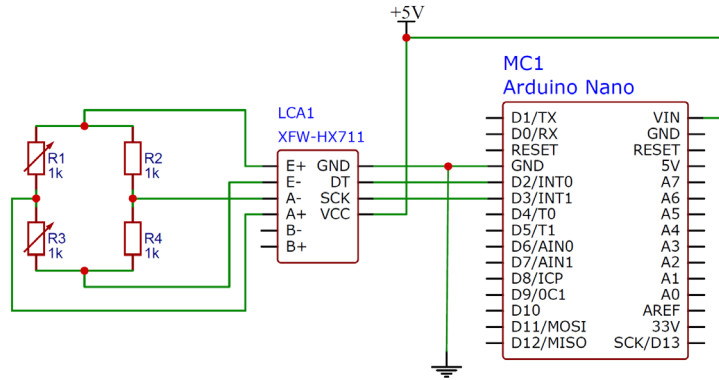 +5V
MC1
Arduino Nano
LCA1
XFW-HX711
R1
1k
R2
1k
R3
1k
R4
1k
E+ GND
E- DT
A- SCK
A+ VCC
B-
B+
D1/TX VIN
D0/RX GND
RESET RESET
GND 5V
D2/INT0 A7
D3/INT1 A6
D4/T0 A5
D5/T1 A4
D6/AIN0 A3
D7/AIN1 A2
D8/ICP A1
D9/0C1 A0
D10 AREF
D11/MOSI 33V
D12/MISO SCK/D13